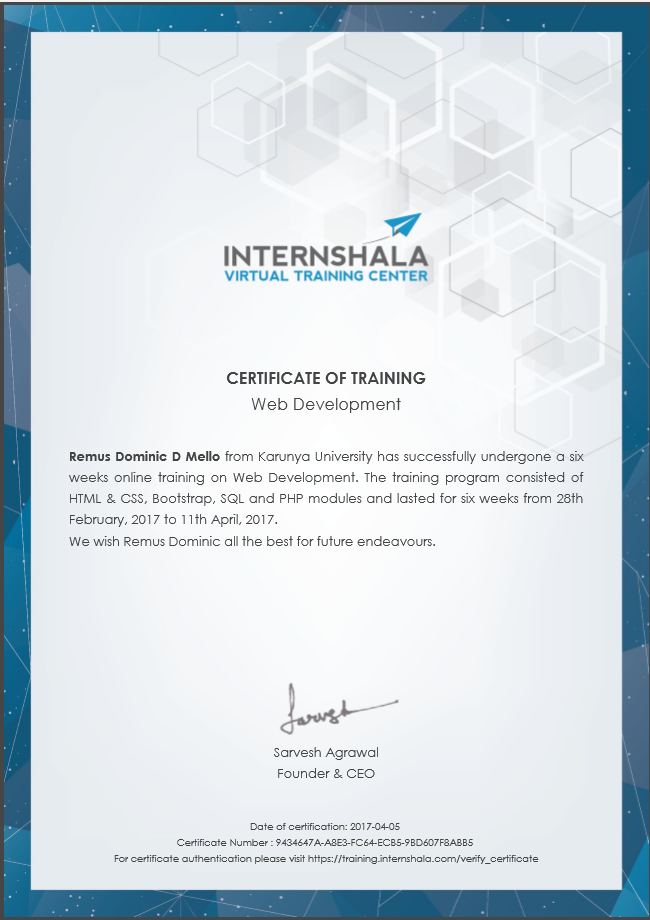 INTERNSHALA
VIRTUAL TRAINING CENTER
CERTIFICATE OF TRAINING
Web Development
Remus Dominic D Mello from Karunya University has successfully undergone a six
weeks online training on Web Development. The training program consisted of
HTML & CSS, Bootstrap, SQL and PHP modules and lasted for six weeks from 28th
February, 2017 to 11th April, 2017.
We wish Remus Dominic all the best for future endeavours.
Sarvesh
Sarvesh Agrawal
Founder & CEO
Date of certification: 2017-04-05
Certificate Number : 9434647A-A8E3-FC64-ECB5-9BD607F8ABB5
For certificate authentication please visit https://training.internshala.com/verify_certificate